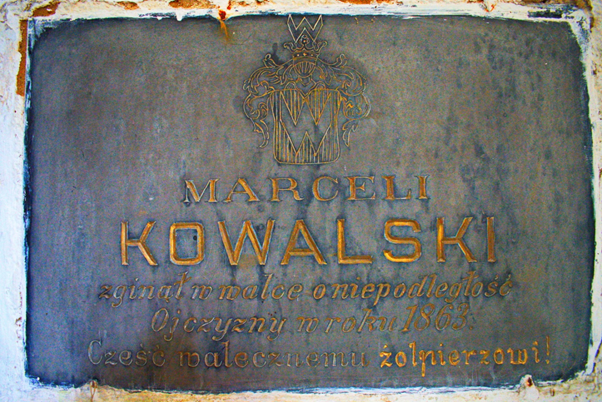 MARCELI
KOWALSKI
zginął w walce o niepodległość
Ojczyzny w roku 1863.
Cześć walecznemu żołnierzowi!